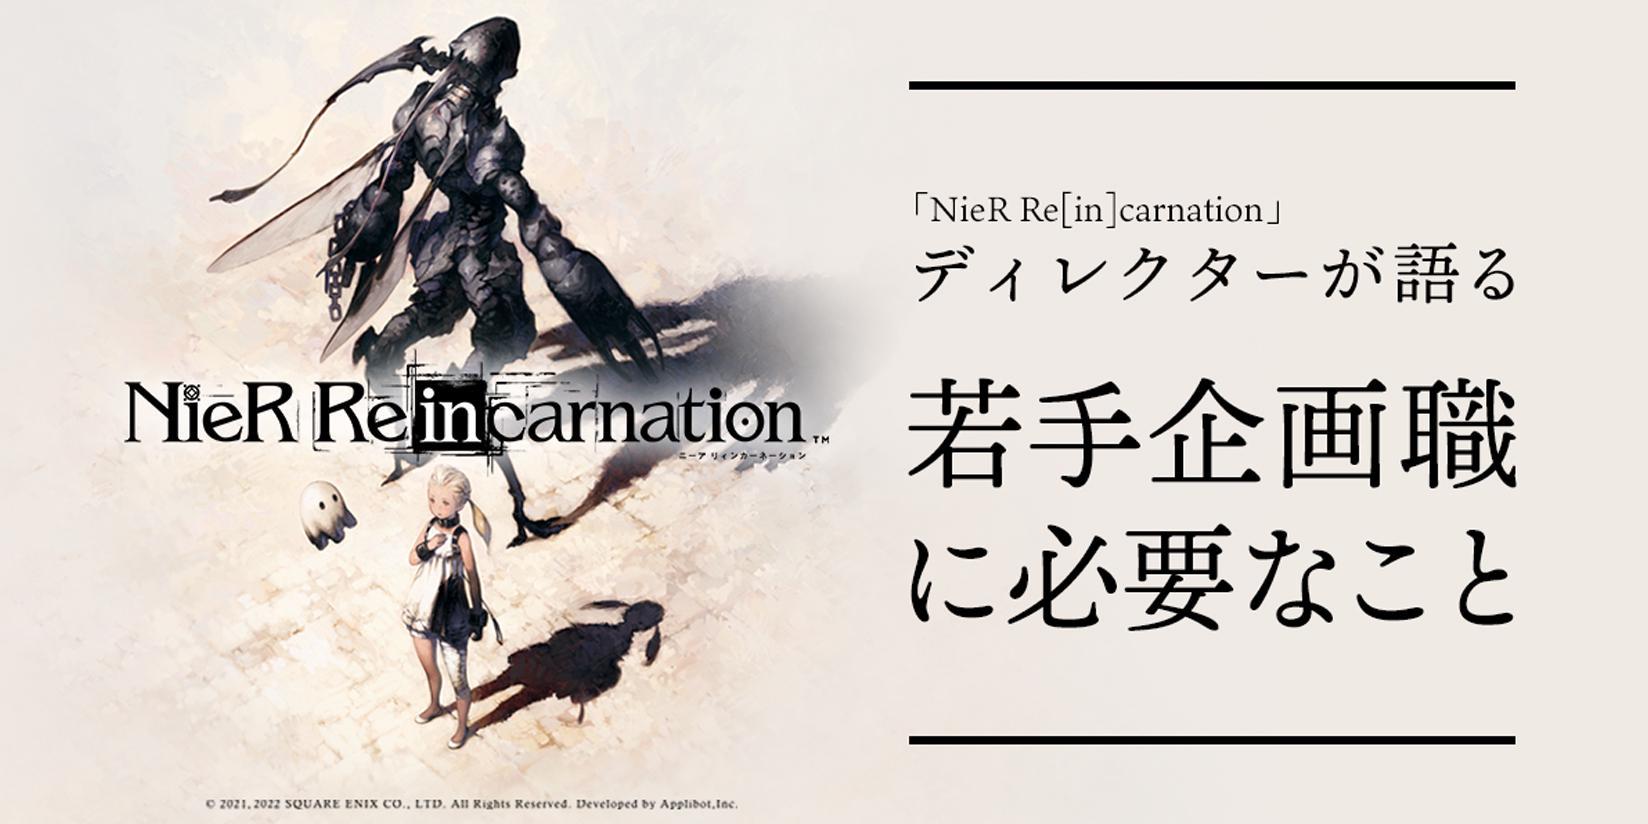 NieR Re[in]carnation™
ニーア リィンカーネーション
© 2021, 2022 SQUARE ENIX CO., LTD. All Rights Reserved. Developed by Applibot,Inc.
「NieR Re[in]carnation」
ディレクターが語る
若手企画職
に必要なこと